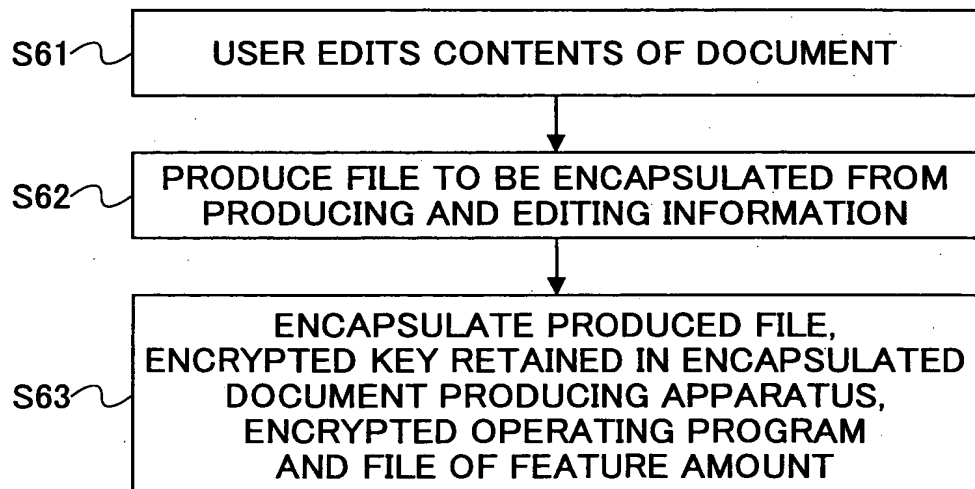 S61
USER EDITS CONTENTS OF DOCUMENT
S62
PRODUCE FILE TO BE ENCAPSULATED FROM
PRODUCING AND EDITING INFORMATION
S63
ENCAPSULATE PRODUCED FILE,
ENCRYPTED KEY RETAINED IN ENCAPSULATED
DOCUMENT PRODUCING APPARATUS,
ENCRYPTED OPERATING PROGRAM
AND FILE OF FEATURE AMOUNT